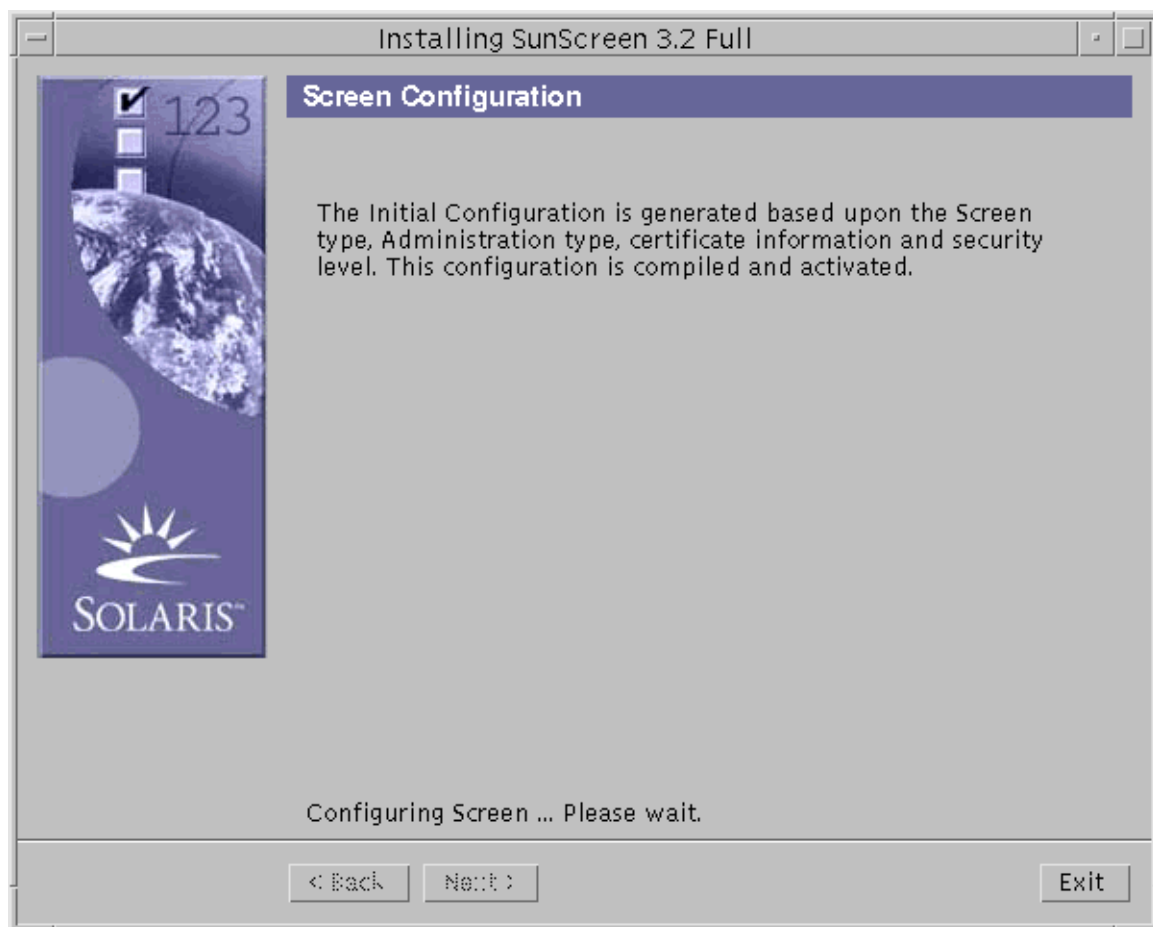 Installing SunScreen 3.2 Full
123
Screen Configuration
The Initial Configuration is generated based upon the Screen
type, Administration type, certificate information and security
level. This configuration is compiled and activated.
SOLARIS™
Configuring Screen ... Please wait.
< Back Next > Exit